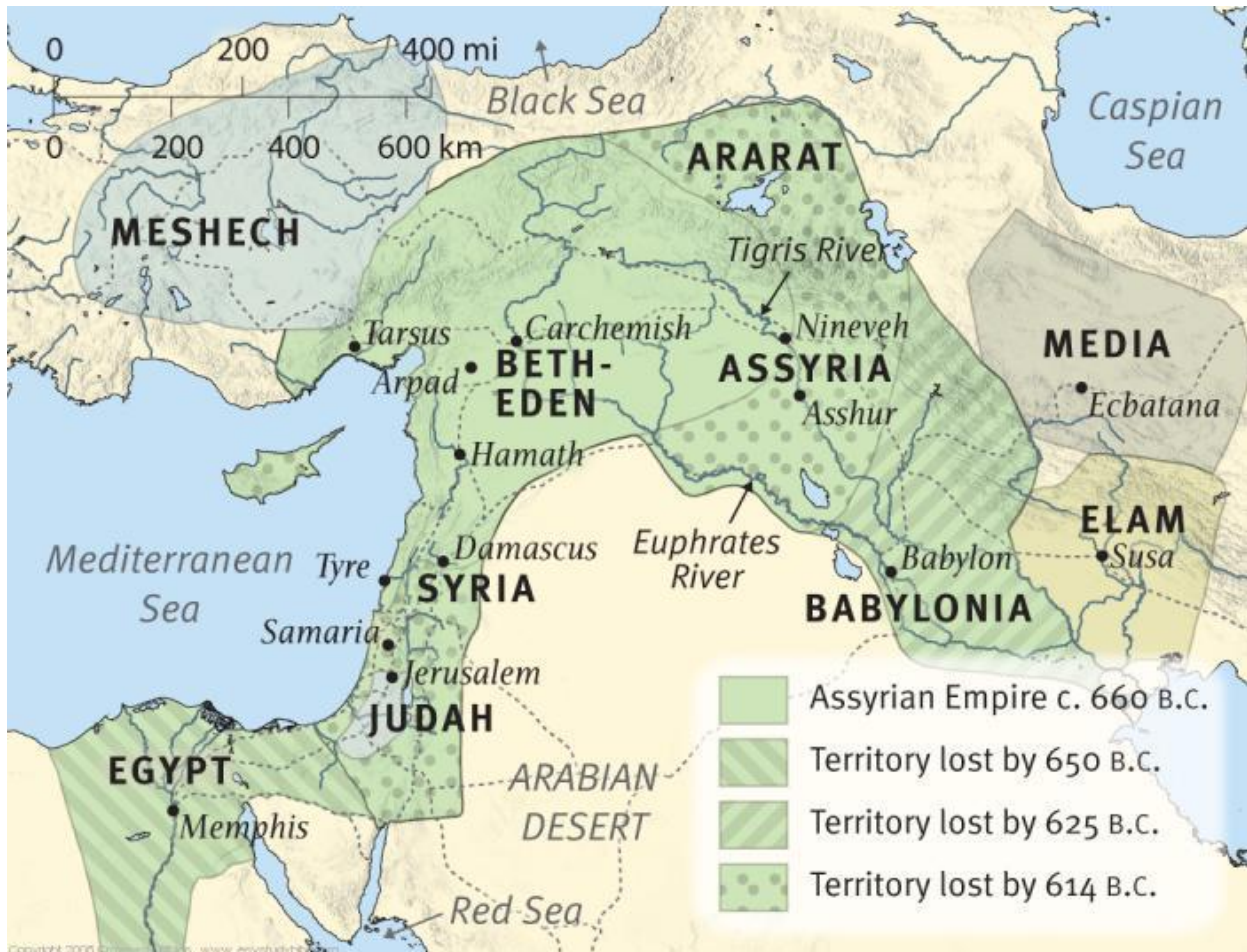 0 200 400 mi
0 200 400 600 km
Black Sea
Caspian
Sea
ARARAT
MESHECH
Tigris River
Tarsus
Carchemish
Nineveh
MEDIA
Arpad
BETH-
EDEN
ASSYRIA
Ecbatana
Asshur
Hamath
ELAM
Susa
Mediterranean
Sea
Euphrates
River
Damascus
Tyre
SYRIA
Babylon
BABYLONIA
Samaria
Jerusalem
JUDAH
EGYPT
Memphis
ARABIAN
DESERT
Red Sea
Assyrian Empire c. 660 B.C.
Territory lost by 650 B.C.
Territory lost by 625 B.C.
Territory lost by 614 B.C.